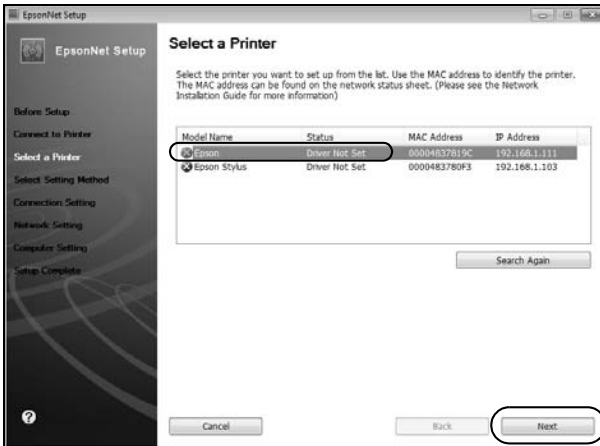 EpsonNet Setup
EpsonNet Setup
Before Setup
Connect to Printer
Select a Printer
Select Setting Method
Connection Setting
Network Setting
Computer Setting
Setup Complete
Select a Printer
Select the printer you want to set up from the list. Use the MAC address to identify the printer.
The MAC address can be found on the network status sheet. (Please see the Network
Installation Guide for more information)
Model Name Status MAC Address IP Address
Epson Driver Not Set 00004837819C 192.168.1.111
Epson Stylus Driver Not Set 0000483780F3 192.168.1.103
Search Again
Cancel Back Next